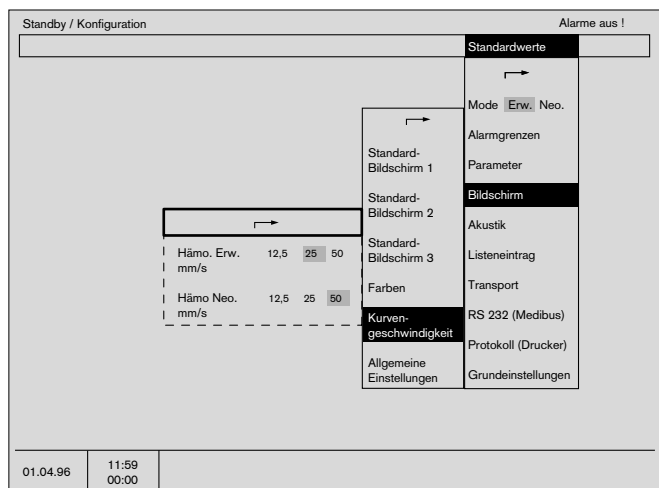 Standby / Konfiguration
Alarme aus !
Standardwerte
Mode Erw. Neo.
Alarmgrenzen
Parameter
Bildschirm
Akustik
Listeneintrag
Transport
RS 232 (Medibus)
Protokoll (Drucker)
Grundeinstellungen
Standard-
Bildschirm 1
Standard-
Bildschirm 2
Standard-
Bildschirm 3
Farben
Kurven-
geschwindigkeit
Allgemeine
Einstellungen
Hämo. Erw. 12,5 25 50
mm/s
Hämo Neo. 12,5 25 50
mm/s
01.04.96
11:59
00:00